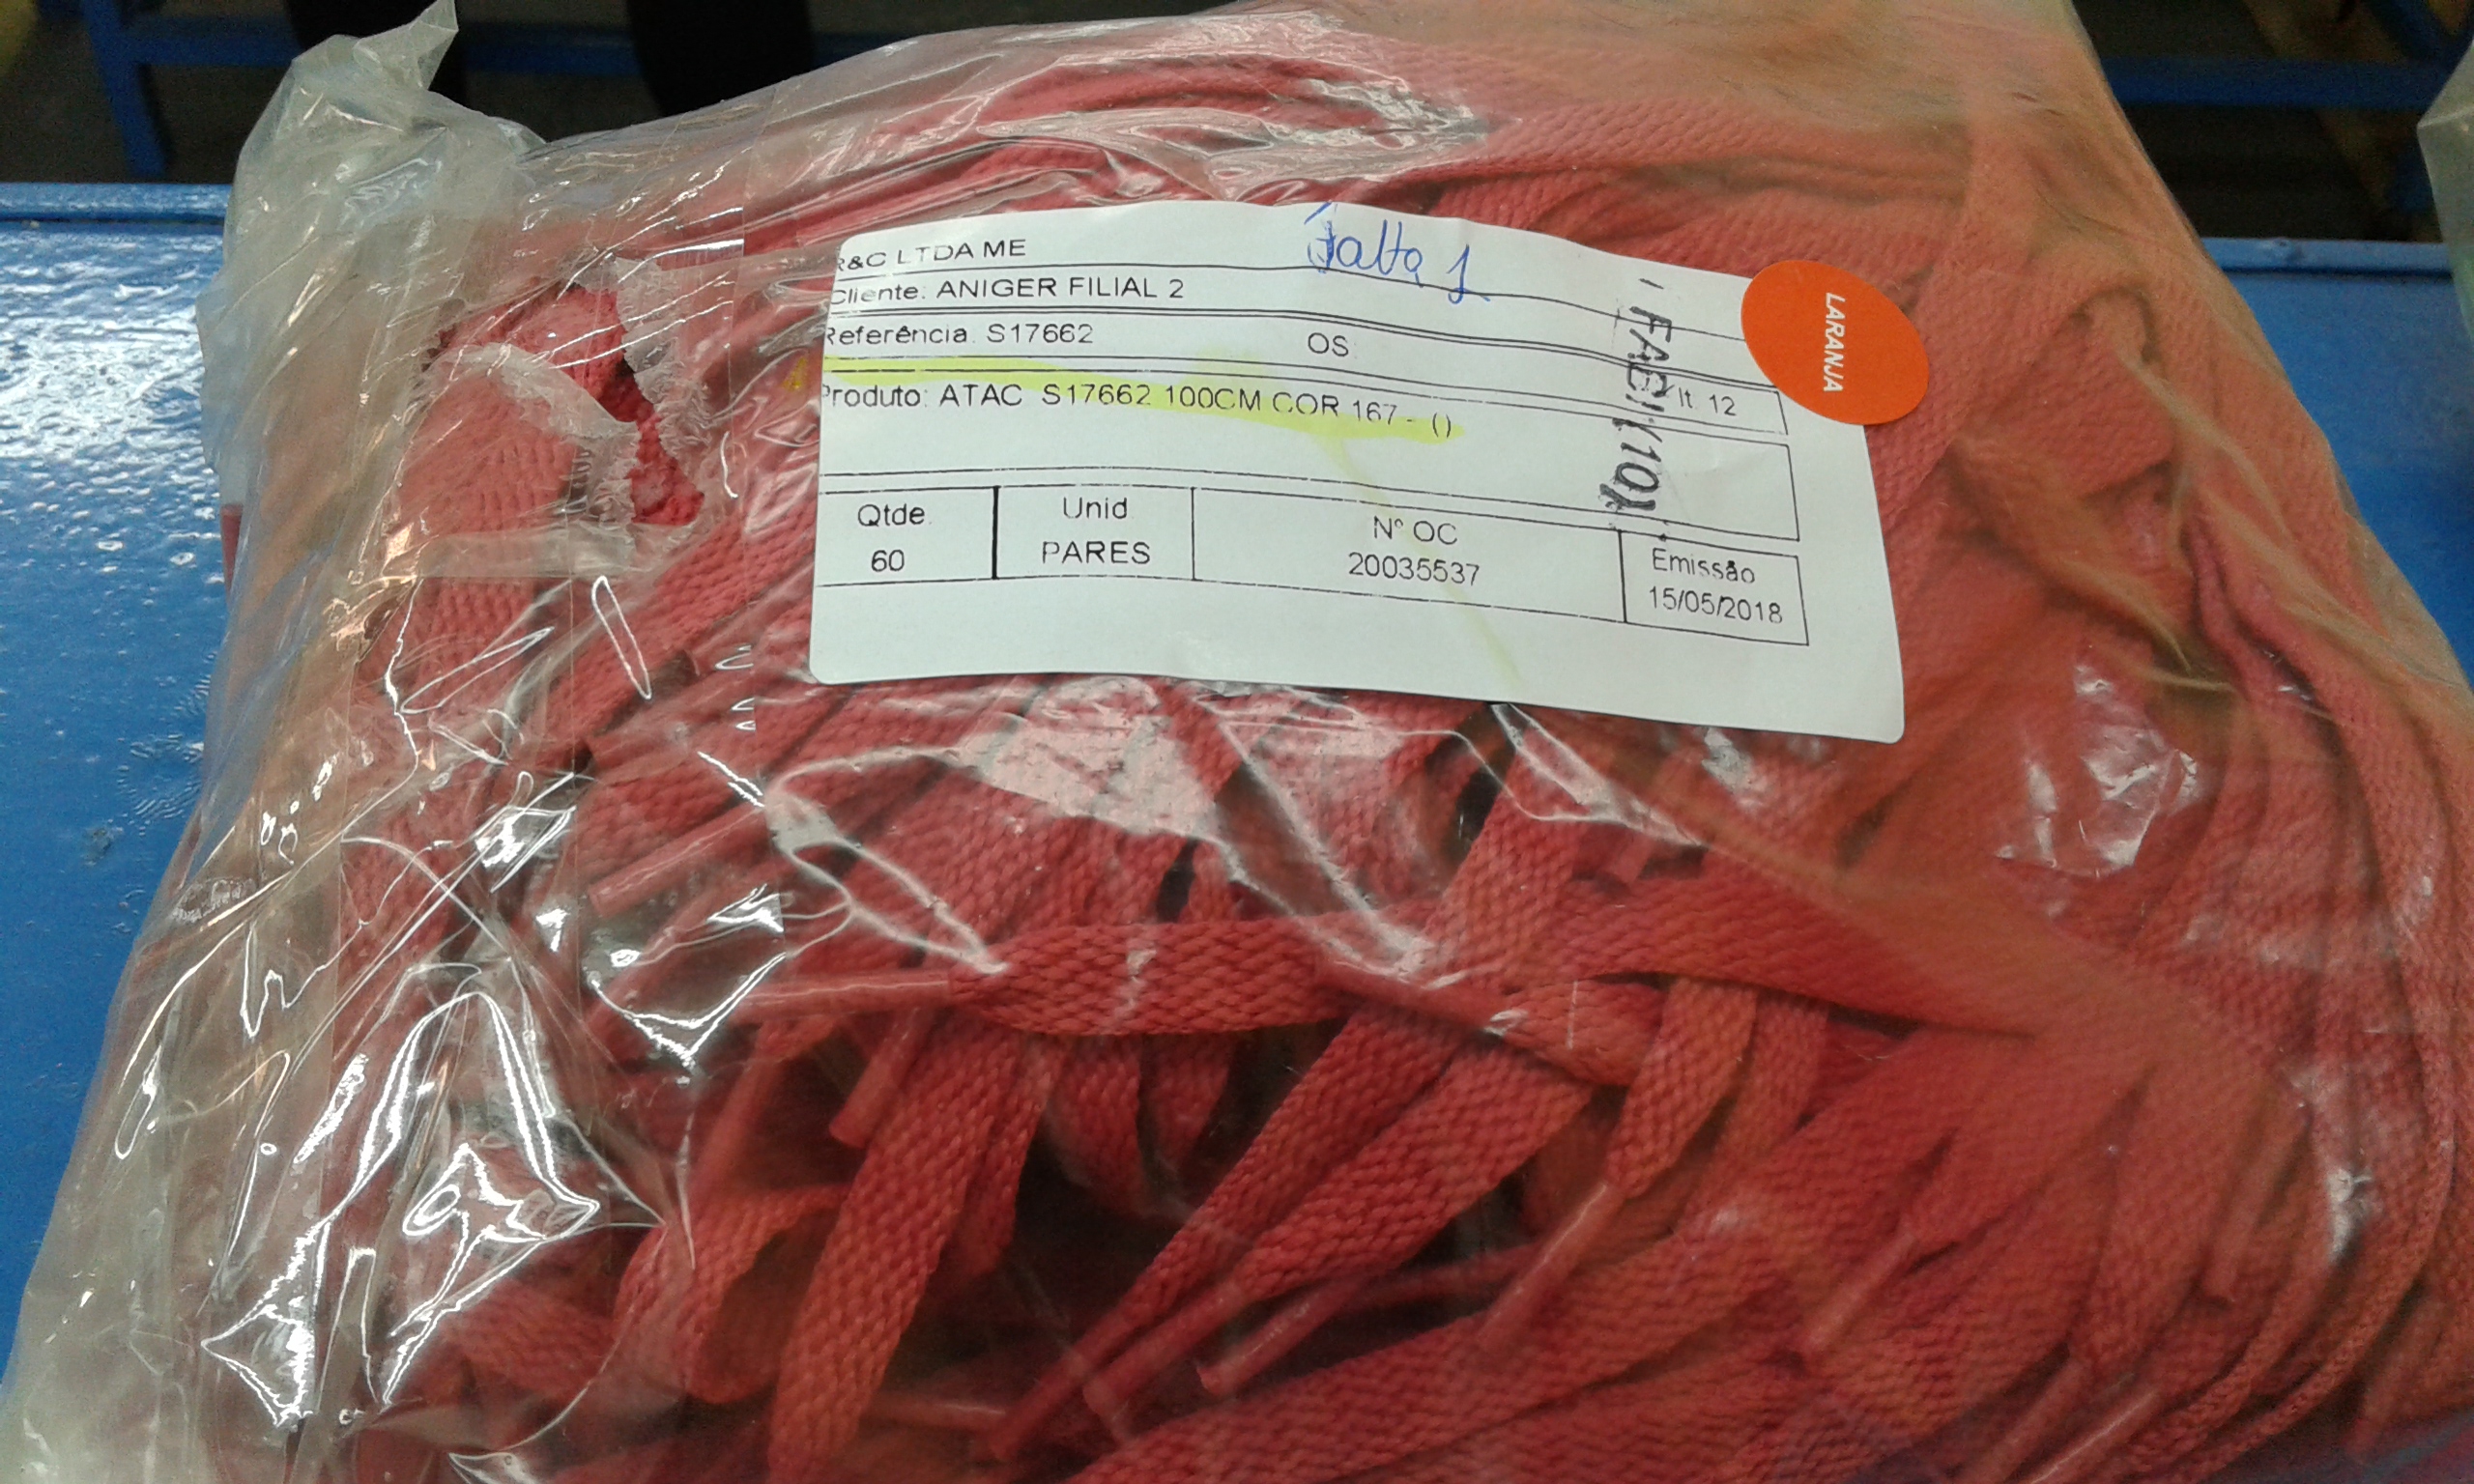 R&C LTDA ME
Falta 1
Cliente: ANIGER FILIAL 2
Referência. S17662 OS It. 12
Produto: ATAC S17662 100CM COR 167 - ()
Qtde. Unid Nº OC Emissão
60 PARES 20035537 15/05/2018
LARANJA